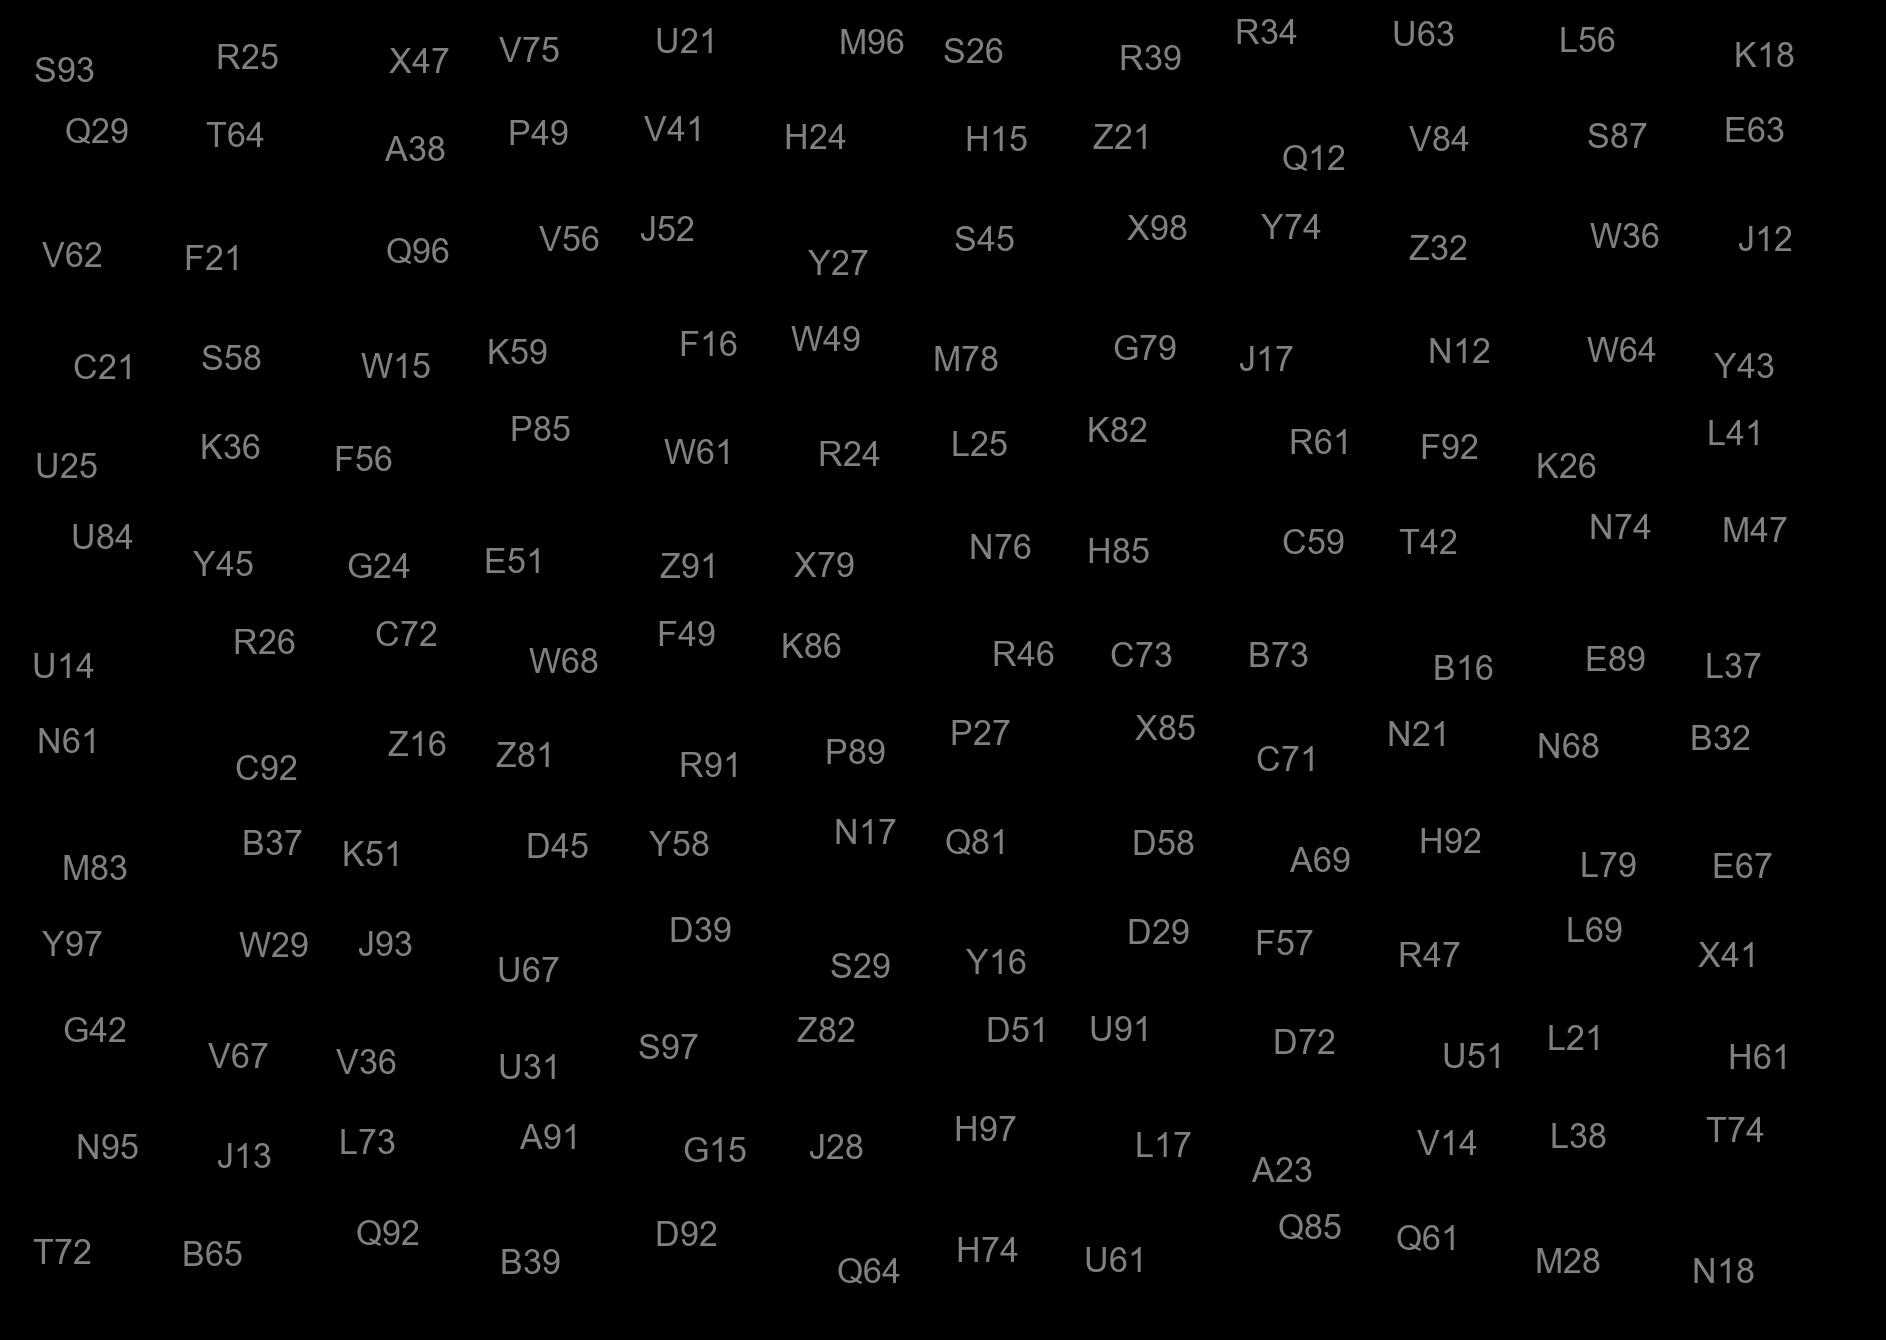 S93 R25 X47 V75 U21 M96 S26 R39 R34 U63 L56 K18
Q29 T64 A38 P49 V41 H24 H15 Z21 Q12 V84 S87 E63
V62 F21 Q96 V56 J52 Y27 S45 X98 Y74 Z32 W36 J12
C21 S58 W15 K59 F16 W49 M78 G79 J17 N12 W64 Y43
U25 K36 F56 P85 W61 R24 L25 K82 R61 F92 K26 L41
U84 Y45 G24 E51 Z91 X79 N76 H85 C59 T42 N74 M47
U14 R26 C72 W68 F49 K86 R46 C73 B73 B16 E89 L37
N61 C92 Z16 Z81 R91 P89 P27 X85 C71 N21 N68 B32
M83 B37 K51 D45 Y58 N17 Q81 D58 A69 H92 L79 E67
Y97 W29 J93 U67 D39 S29 Y16 D29 F57 R47 L69 X41
G42 V67 V36 U31 S97 Z82 D51 U91 D72 U51 L21 H61
N95 J13 L73 A91 G15 J28 H97 L17 A23 V14 L38 T74
T72 B65 Q92 B39 D92 Q64 H74 U61 Q85 Q61 M28 N18